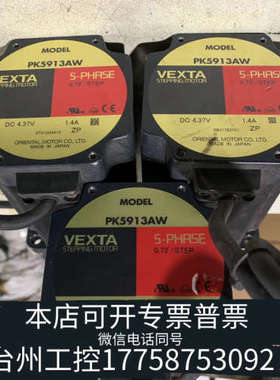 MODEL
PK5913AW
VEXTA
STEPPING MOTOR
5-PHASE
0.72°/STEP
DC 4.37V
1.4A
ZP
ORIENTAL MOTOR CO.,LTD.
MADE IN JAPAN
MODEL
PK5913AW
VEXTA
STEPPING MOTOR
5-PHASE
0.72°/STEP
DC 4.37V
1.4A
ZP
ORIENTAL MOTOR CO.,LTD.
MADE IN JAPAN
MODEL
PK5913AW
VEXTA
STEPPING MOTOR
5-PHASE
0.72°/STEP
本店可开专票普票
微信电话同号
台州工控17758753092